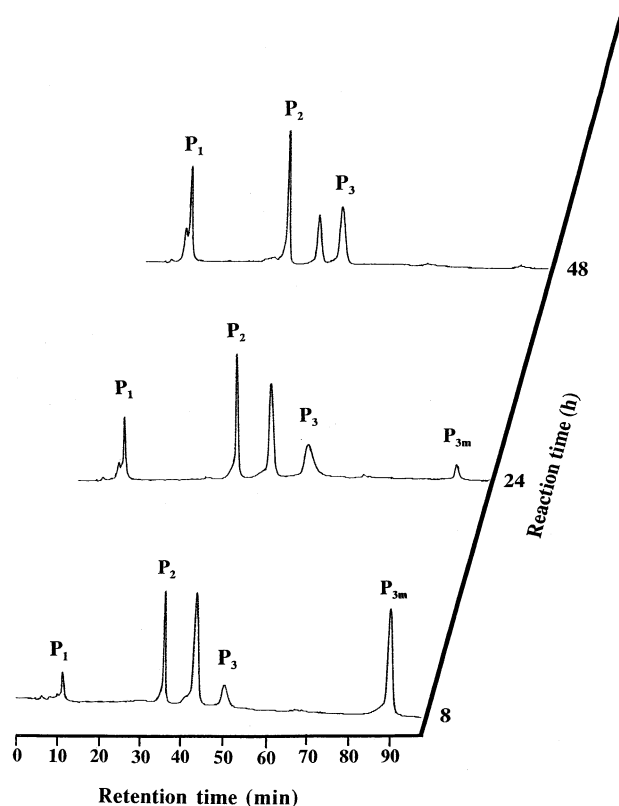 P₂
P₁
P₃
48
P₂
P₁
P₃
P₃ₘ
24
Reaction time (h)
P₂
P₃ₘ
P₁
P₃
8
0 10 20 30 40 50 60 70 80 90
Retention time (min)